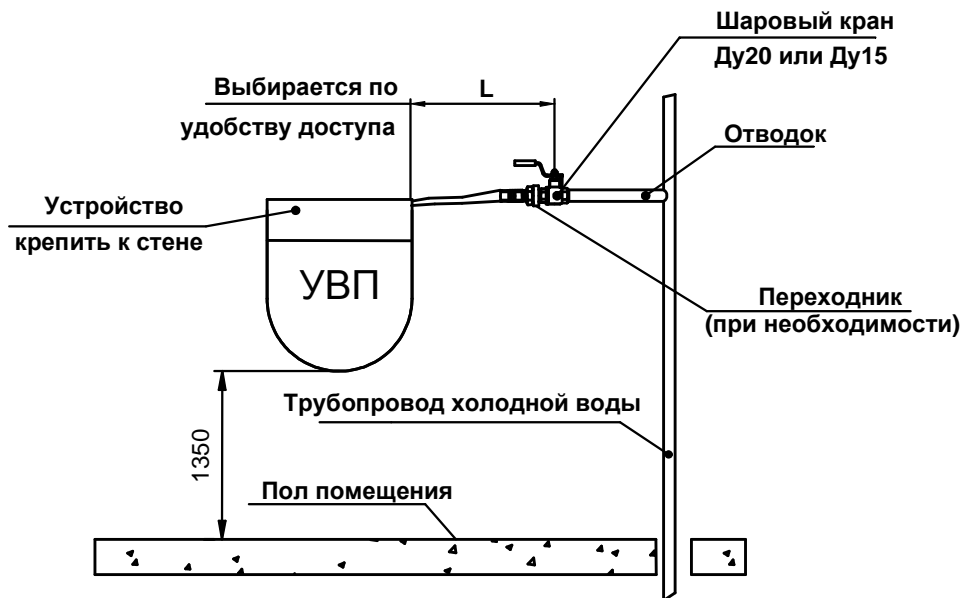 Шаровый кран
Ду20 или Ду15
Выбирается по
удобству доступа
L
Отводок
Устройство
крепить к стене
УВП
Переходник
(при необходимости)
Трубопровод холодной воды
1350
Пол помещения